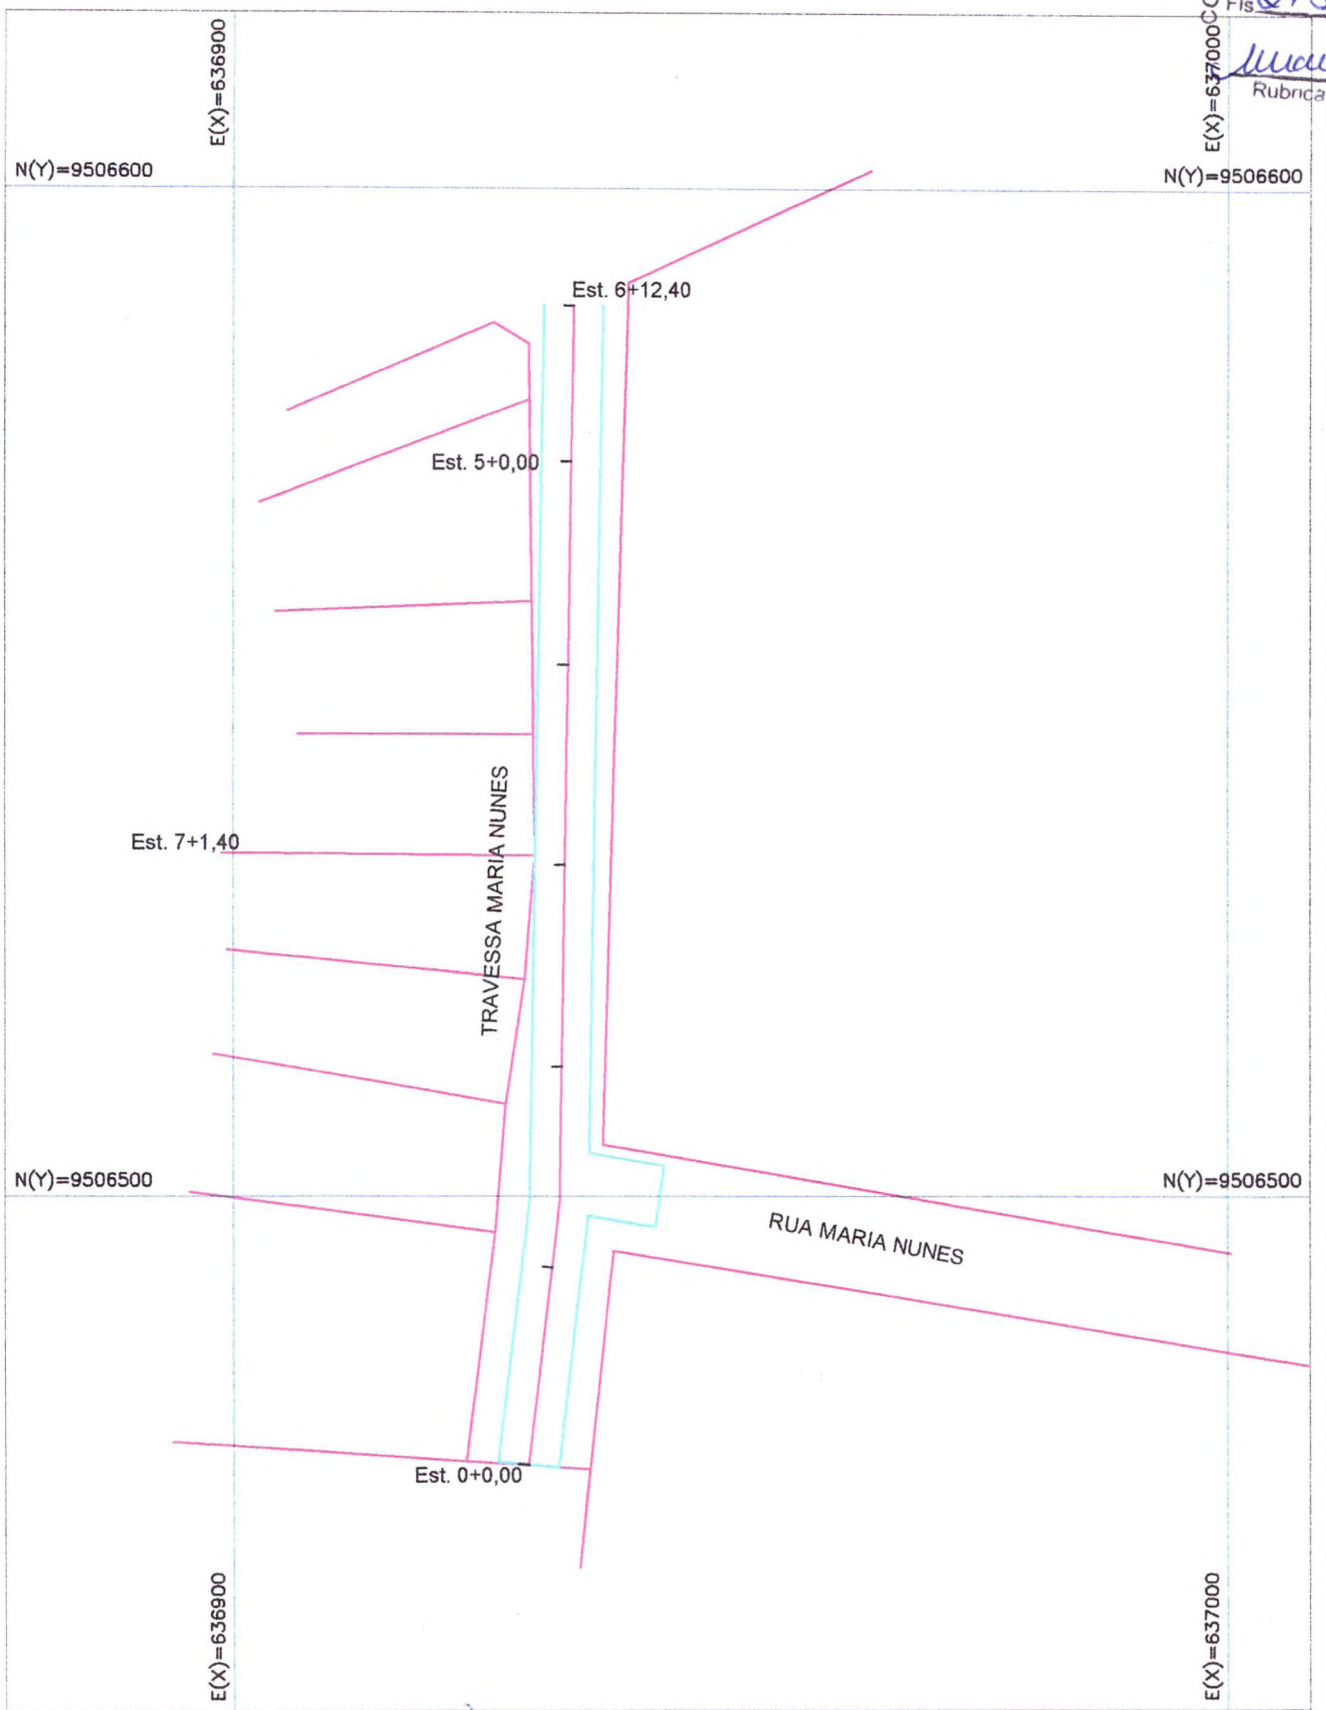 Fls
Rubrica
E(X)=636900
E(X)=637000
N(Y)=9506600
N(Y)=9506600
Est. 6+12,40
Est. 5+0,00
TRAVESSA MARIA NUNES
Est. 7+1,40
N(Y)=9506500
N(Y)=9506500
RUA MARIA NUNES
Est. 0+0,00
E(X)=636900
E(X)=637000